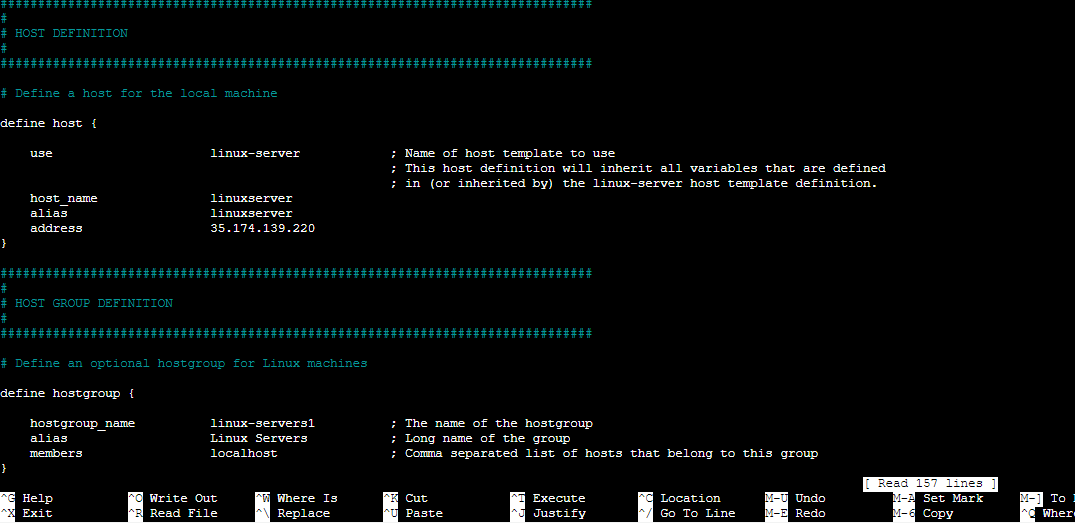 ###############################################################################
#
# HOST DEFINITION
#
###############################################################################
# Define a host for the local machine
define host {
use linux-server ; Name of host template to use
; This host definition will inherit all variables that are defined
; in (or inherited by) the linux-server host template definition.
host_name linuxserver
alias linuxserver
address 35.174.139.220
}
###############################################################################
#
# HOST GROUP DEFINITION
#
###############################################################################
# Define an optional hostgroup for Linux machines
define hostgroup {
hostgroup_name linux-servers1 ; The name of the hostgroup
alias Linux Servers ; Long name of the group
members localhost ; Comma separated list of hosts that belong to this group
}
[ Read 157 lines ]
^G Help ^O Write Out ^W Where Is ^K Cut ^T Execute ^C Location M-U Undo M-A Set Mark M-] To
^X Exit ^R Read File ^\ Replace ^U Paste ^J Justify ^/ Go To Line M-E Redo M-6 Copy ^Q Where